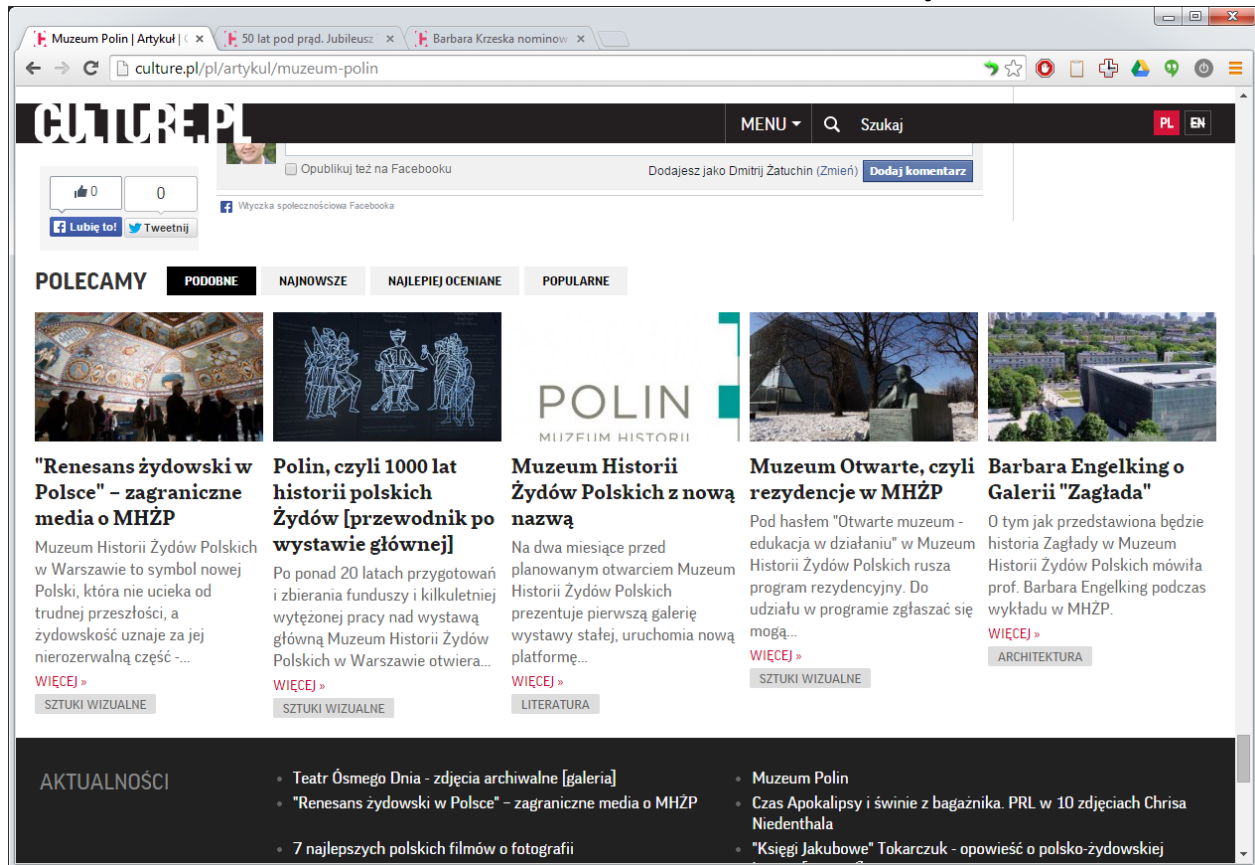 Muzeum Polin | Artykuł | C
50 lat pod prąd. Jubileusz T
Barbara Krzeska nominow
culture.pl/pl/artykul/muzeum-polin
CULTURE.PL
MENU
Szukaj
PL
EN
Opublikuj też na Facebooku
Dodajesz jako Dmitrij Żatuchin (Zmień)
Dodaj komentarz
0
0
Lubię to!
Tweetnij
Wtyczka społecznościowa Facebooka
POLECAMY
PODOBNE
NAJNOWSZE
NAJLEPIEJ OCENIANE
POPULARNE
"Renesans żydowski w
Polsce" – zagraniczne
media o MHŻP
Muzeum Historii Żydów Polskich
w Warszawie to symbol nowej
Polski, która nie ucieka od
trudnej przeszłości, a
żydowskość uznaje za jej
nierozerwalną część -...
WIĘCEJ »
SZTUKI WIZUALNE
Polin, czyli 1000 lat
historii polskich
Żydów [przewodnik po
wystawie głównej]
Po ponad 20 latach przygotowań
i zbierania funduszy i kilkuletniej
wytężonej pracy nad wystawą
główną Muzeum Historii Żydów
Polskich w Warszawie otwiera...
WIĘCEJ »
SZTUKI WIZUALNE
POLIN
MUZEUM HISTORII
Muzeum Historii
Żydów Polskich z nową
nazwą
Na dwa miesiące przed
planowanym otwarciem Muzeum
Historii Żydów Polskich
prezentuje pierwszą galerię
wystawy stałej, uruchomia nową
platformę...
WIĘCEJ »
LITERATURA
Muzeum Otwarte, czyli
rezydencje w MHŻP
Pod hasłem "Otwarte muzeum -
edukacja w działaniu" w Muzeum
Historii Żydów Polskich rusza
program rezydencyjny. Do
udziału w programie zgłaszać się
mogą...
WIĘCEJ »
SZTUKI WIZUALNE
Barbara Engelking o
Galerii "Zagłada"
O tym jak przedstawiona będzie
historia Zagłady w Muzeum
Historii Żydów Polskich mówiła
prof. Barbara Engelking podczas
wykładu w MHŻP.
WIĘCEJ »
ARCHITEKTURA
AKTUALNOŚCI
Teatr Ósmego Dnia - zdjęcia archiwalne [galeria]
"Renesans żydowski w Polsce" – zagraniczne media o MHŻP
7 najlepszych polskich filmów o fotografii
Muzeum Polin
Czas Apokalipsy i świnie z bagażnika. PRL w 10 zdjęciach Chrisa
Niedenthala
"Księgi Jakubowe" Tokarczuk - opowieść o polsko-żydowskiej